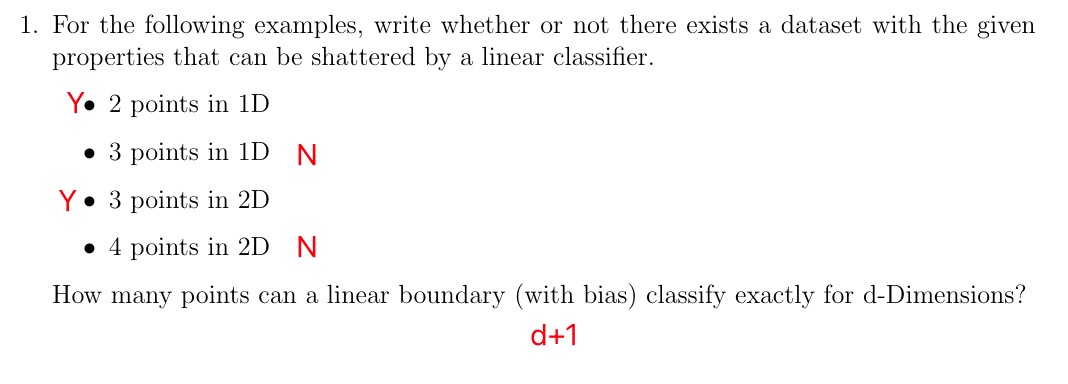 1. For the following examples, write whether or not there exists a dataset with the given
properties that can be shattered by a linear classifier.
Y• 2 points in 1D
• 3 points in 1D N
Y • 3 points in 2D
• 4 points in 2D N
How many points can a linear boundary (with bias) classify exactly for d-Dimensions?
d+1